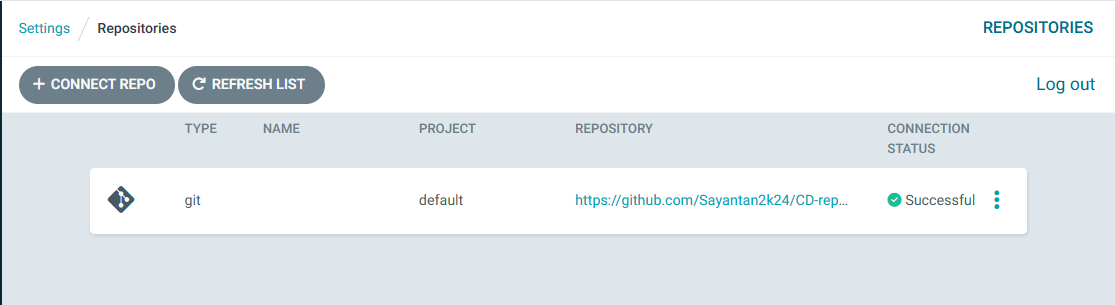 Settings / Repositories
REPOSITORIES
+ CONNECT REPO
REFRESH LIST
Log out
TYPE
NAME
PROJECT
REPOSITORY
CONNECTION
STATUS
git
default
https://github.com/Sayantan2k24/CD-rep...
Successful